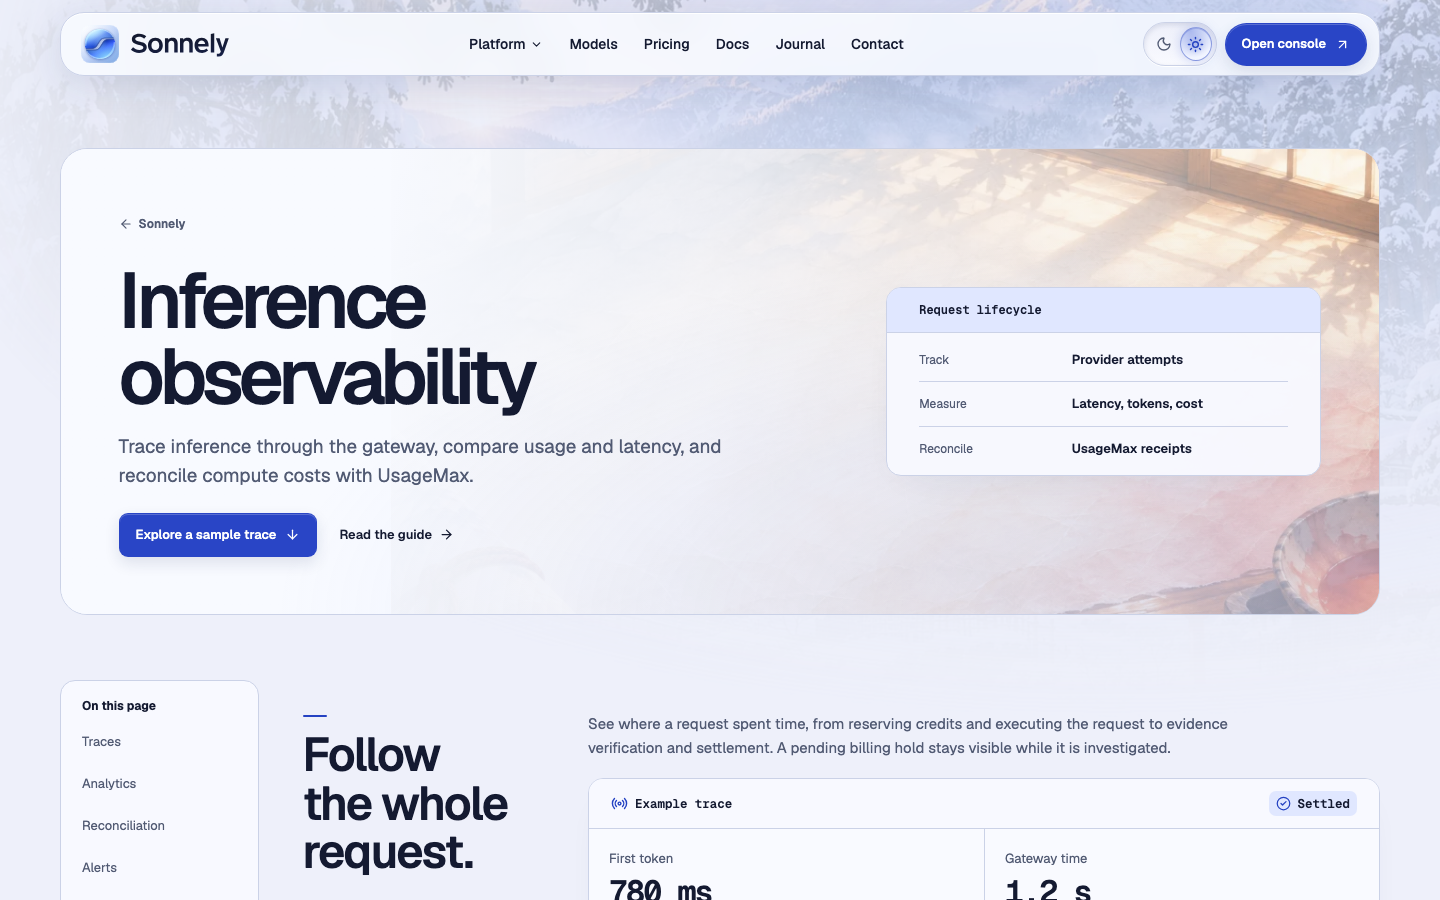 Sonnely
Platform
Models
Pricing
Docs
Journal
Contact
Open console
Sonnely
Inference
observability
Trace inference through the gateway, compare usage and latency, and
reconcile compute costs with UsageMax.
Explore a sample trace
Read the guide
Request lifecycle
Track
Provider attempts
Measure
Latency, tokens, cost
Reconcile
UsageMax receipts
On this page
Traces
Analytics
Reconciliation
Alerts
Follow
the whole
request.
See where a request spent time, from reserving credits and executing the request to evidence
verification and settlement. A pending billing hold stays visible while it is investigated.
Example trace
Settled
First token
780 ms
Gateway time
1.2 s